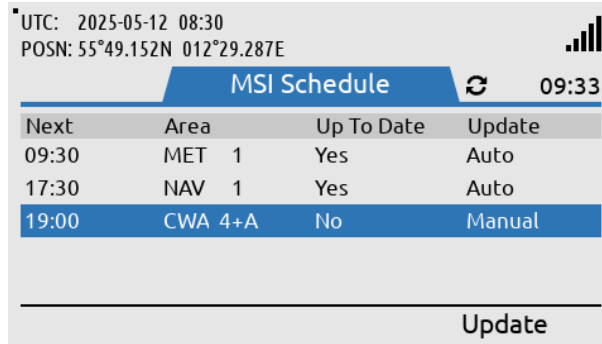 UTC: 2025-05-12 08:30
POSN: 55°49.152N 012°29.287E
MSI Schedule 09:33
Next Area Up To Date Update
09:30 MET 1 Yes Auto
17:30 NAV 1 Yes Auto
19:00 CWA 4+A No Manual
Update